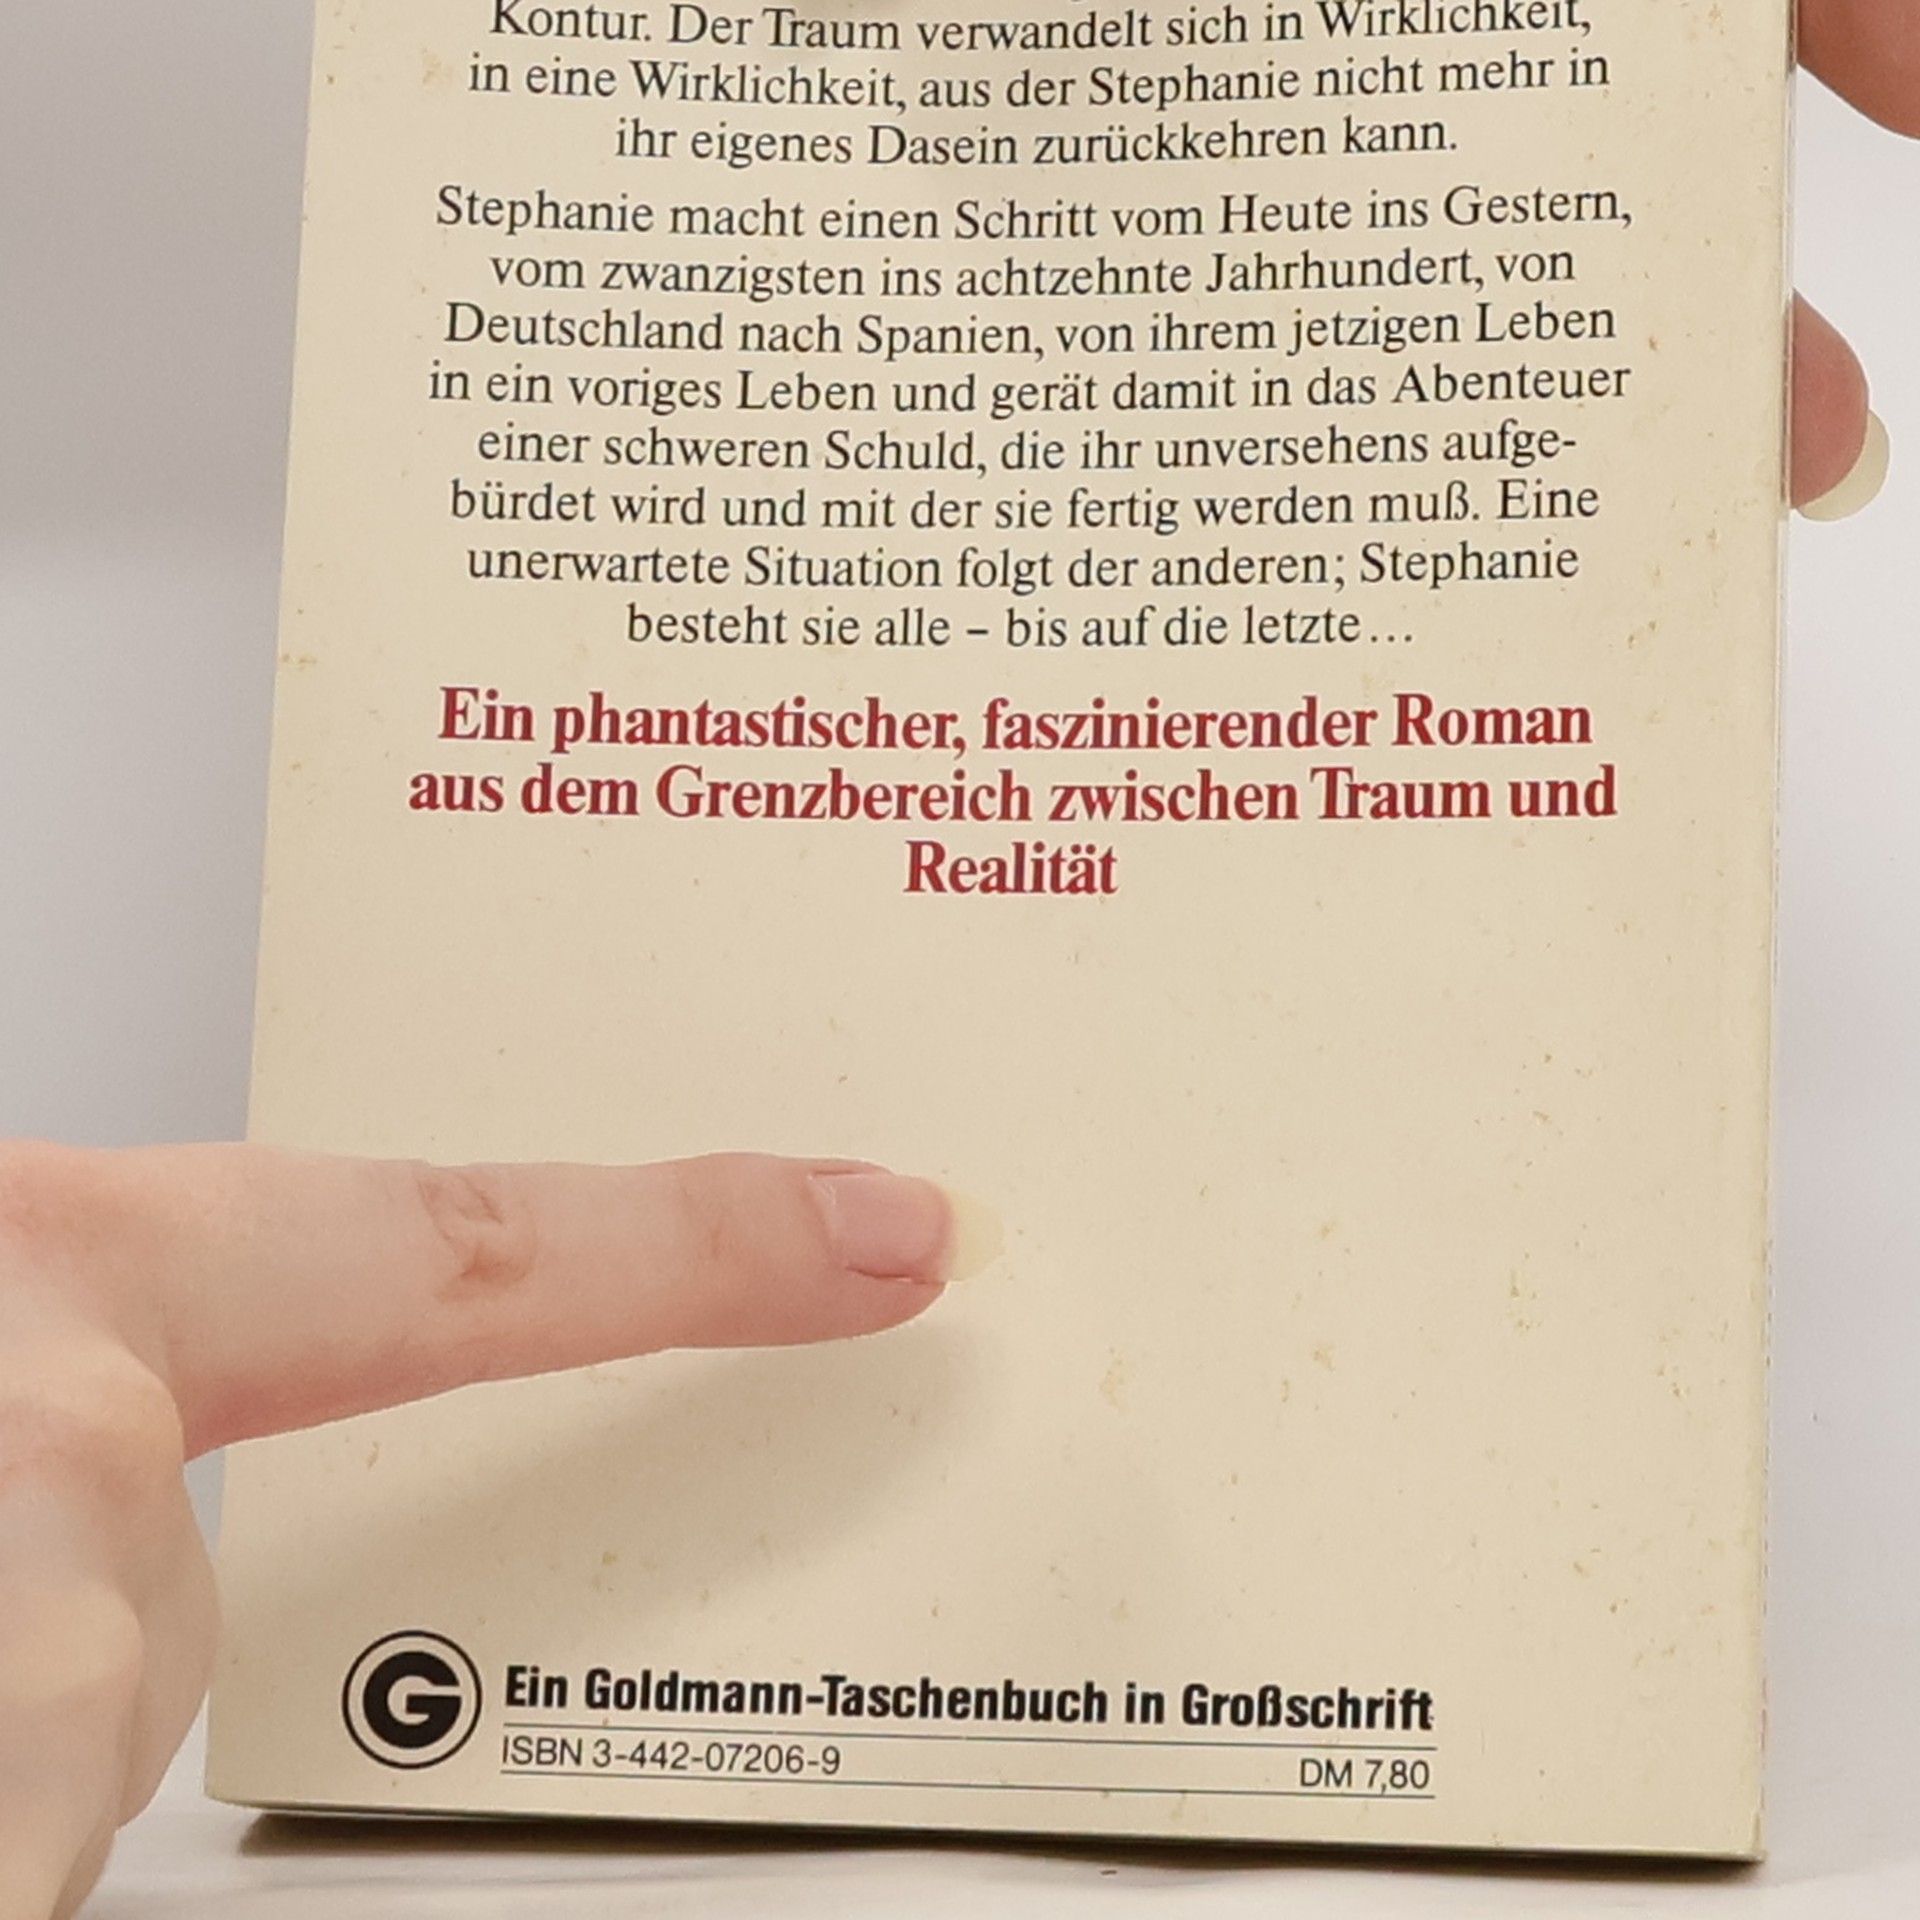 Kontur. Der Traum verwandelt sich in Wirklichkeit,
in eine Wirklichkeit, aus der Stephanie nicht mehr in
ihr eigenes Dasein zurückkehren kann.
Stephanie macht einen Schritt vom Heute ins Gestern,
vom zwanzigsten ins achtzehnte Jahrhundert, von
Deutschland nach Spanien, von ihrem jetzigen Leben
in ein voriges Leben und gerät damit in das Abenteuer
einer schweren Schuld, die ihr unversehens aufge-
bürdet wird und mit der sie fertig werden muß. Eine
unerwartete Situation folgt der anderen; Stephanie
besteht sie alle – bis auf die letzte...
Ein phantastischer, faszinierender Roman
aus dem Grenzbereich zwischen Traum und
Realität
G
Ein Goldmann-Taschenbuch in Großschrift
ISBN 3-442-07206-9 DM 7,80